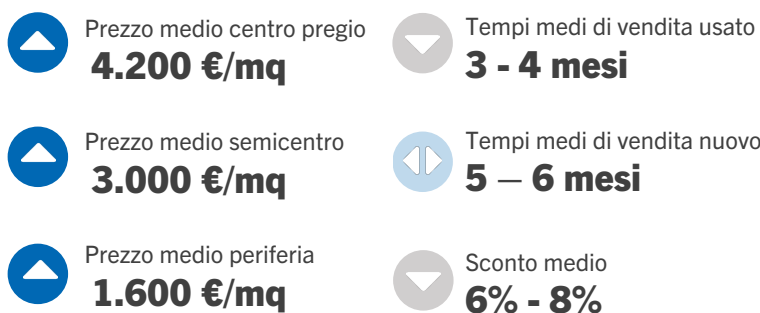 Prezzo medio centro pregio
4.200 €/mq
Tempi medi di vendita usato
3 - 4 mesi
Prezzo medio semicentro
3.000 €/mq
Tempi medi di vendita nuovo
5 – 6 mesi
Prezzo medio periferia
1.600 €/mq
Sconto medio
6% - 8%